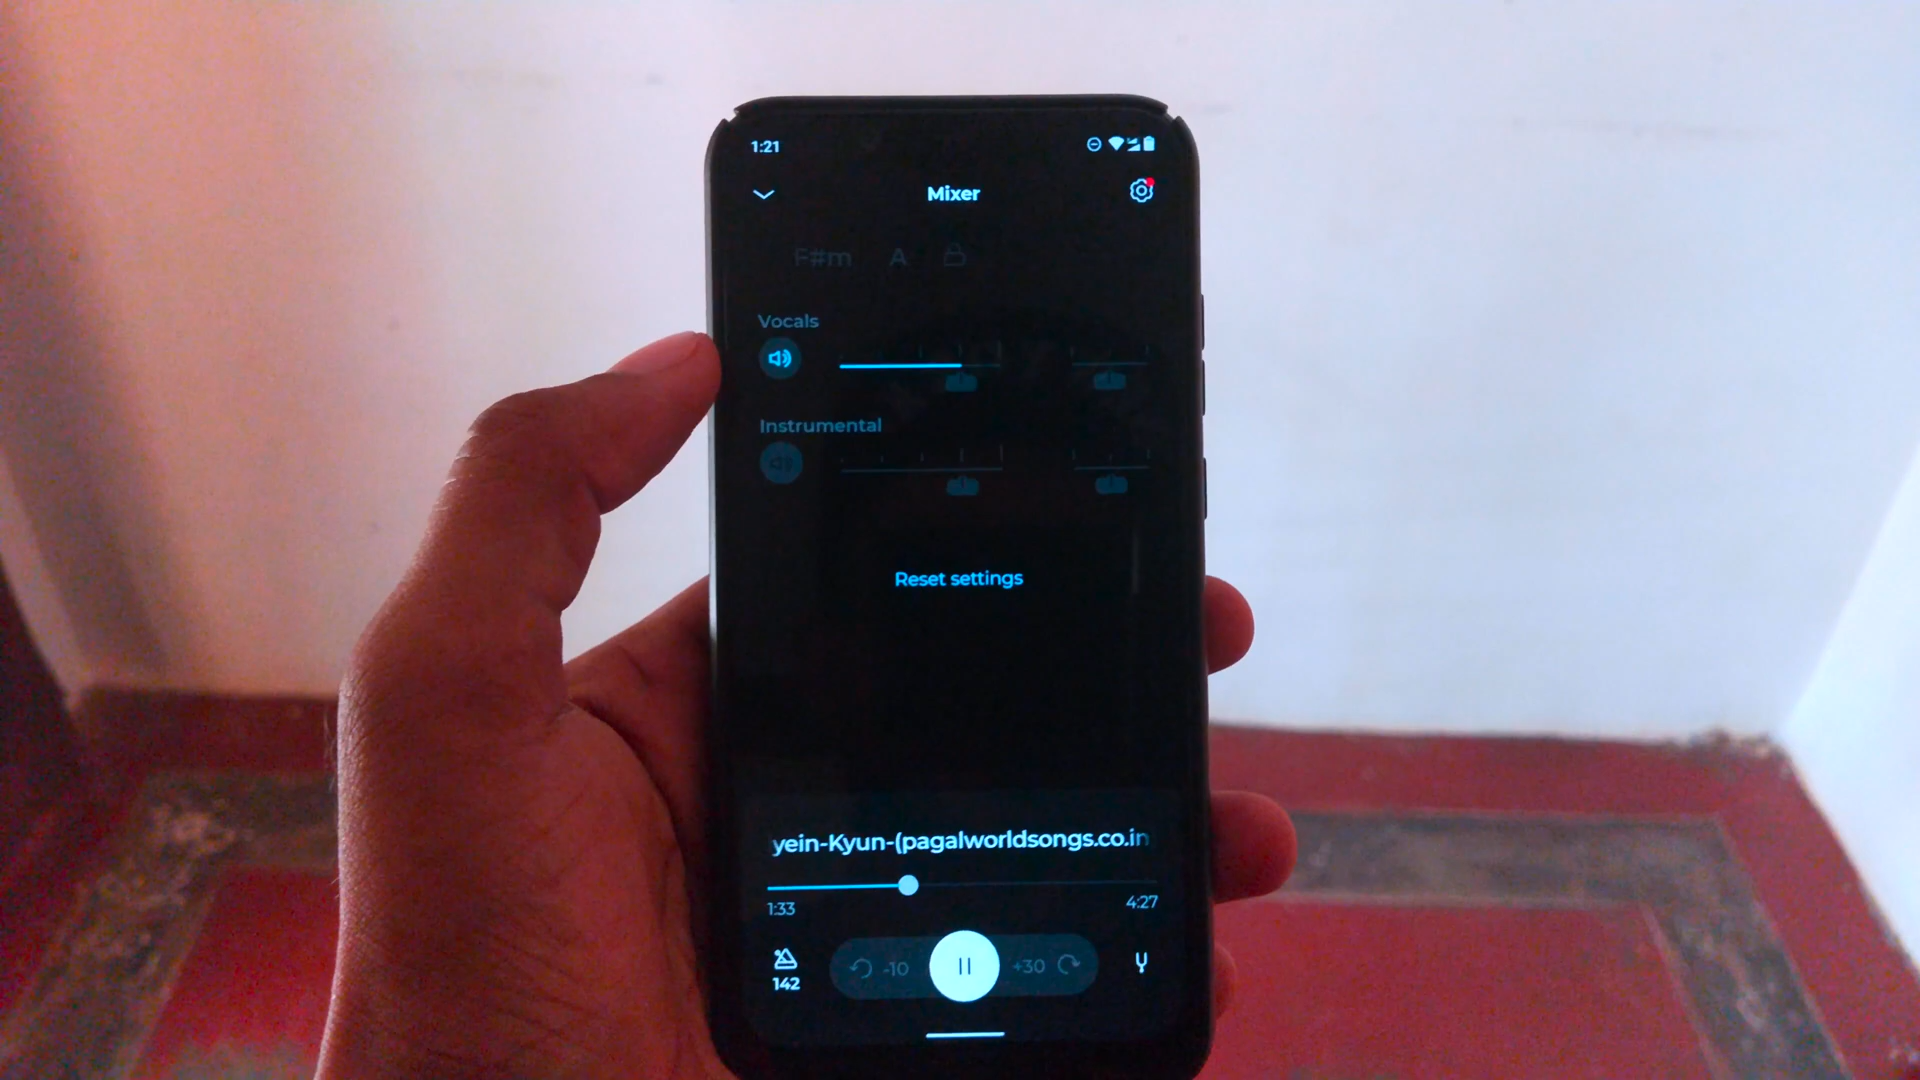 1:21
Mixer
F#m A
Vocals
Instrumental
Reset settings
yein-Kyun-(pagalworldsongs.co.in
1:33 4:27
142 -10 +30